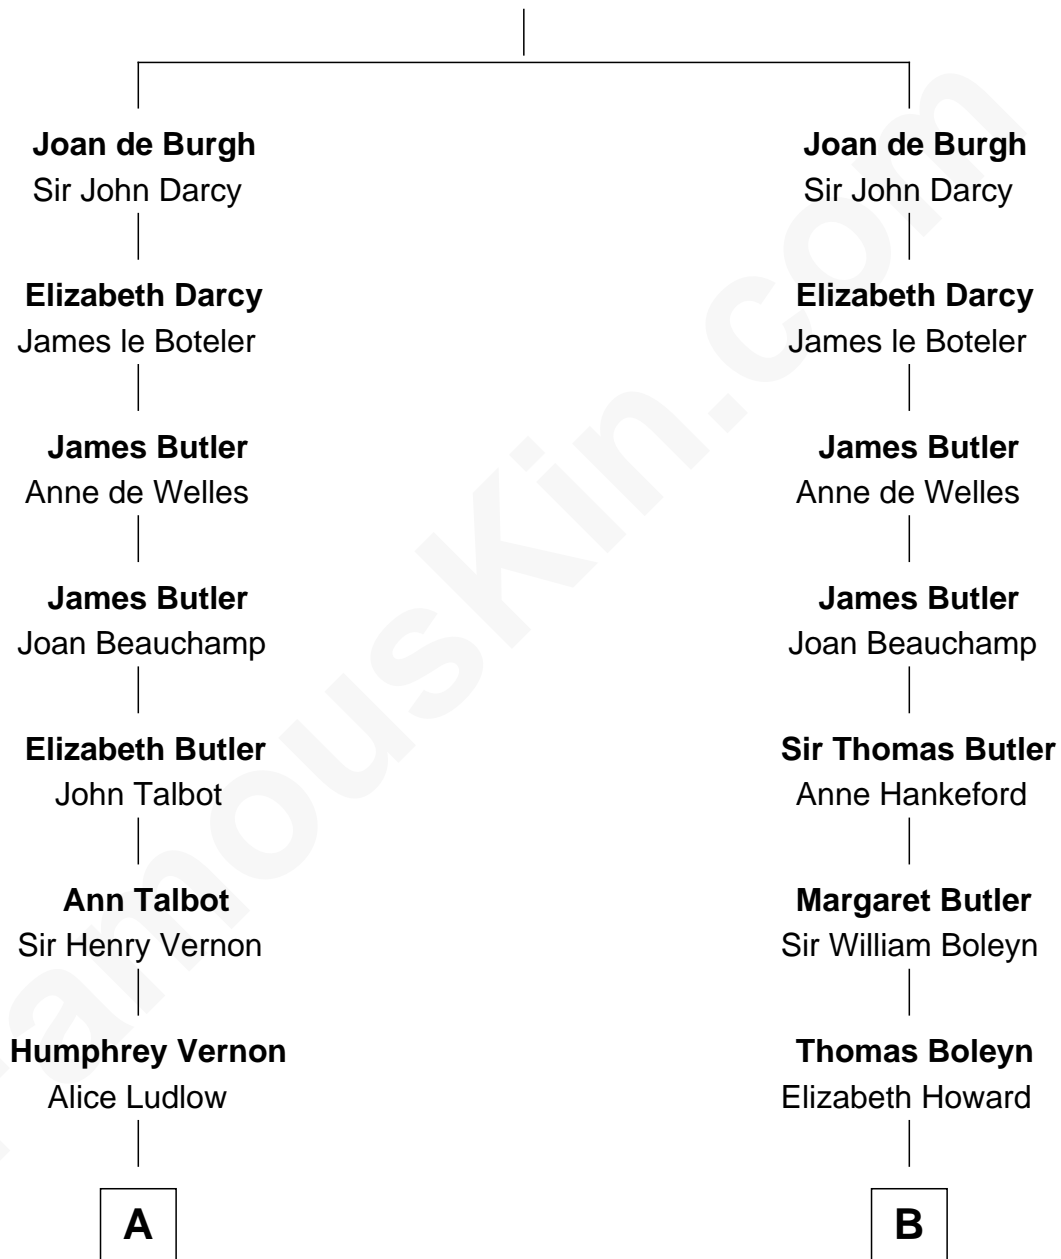 Joan de Burgh
Sir John Darcy
Joan de Burgh
Sir John Darcy
Elizabeth Darcy
James le Boteler
Elizabeth Darcy
James le Boteler
James Butler
Anne de Welles
James Butler
Anne de Welles
James Butler
Joan Beauchamp
James Butler
Joan Beauchamp
Elizabeth Butler
John Talbot
Sir Thomas Butler
Anne Hankeford
Ann Talbot
Sir Henry Vernon
Margaret Butler
Sir William Boleyn
Humphrey Vernon
Alice Ludlow
Thomas Boleyn
Elizabeth Howard
A
B
FamousKin.com